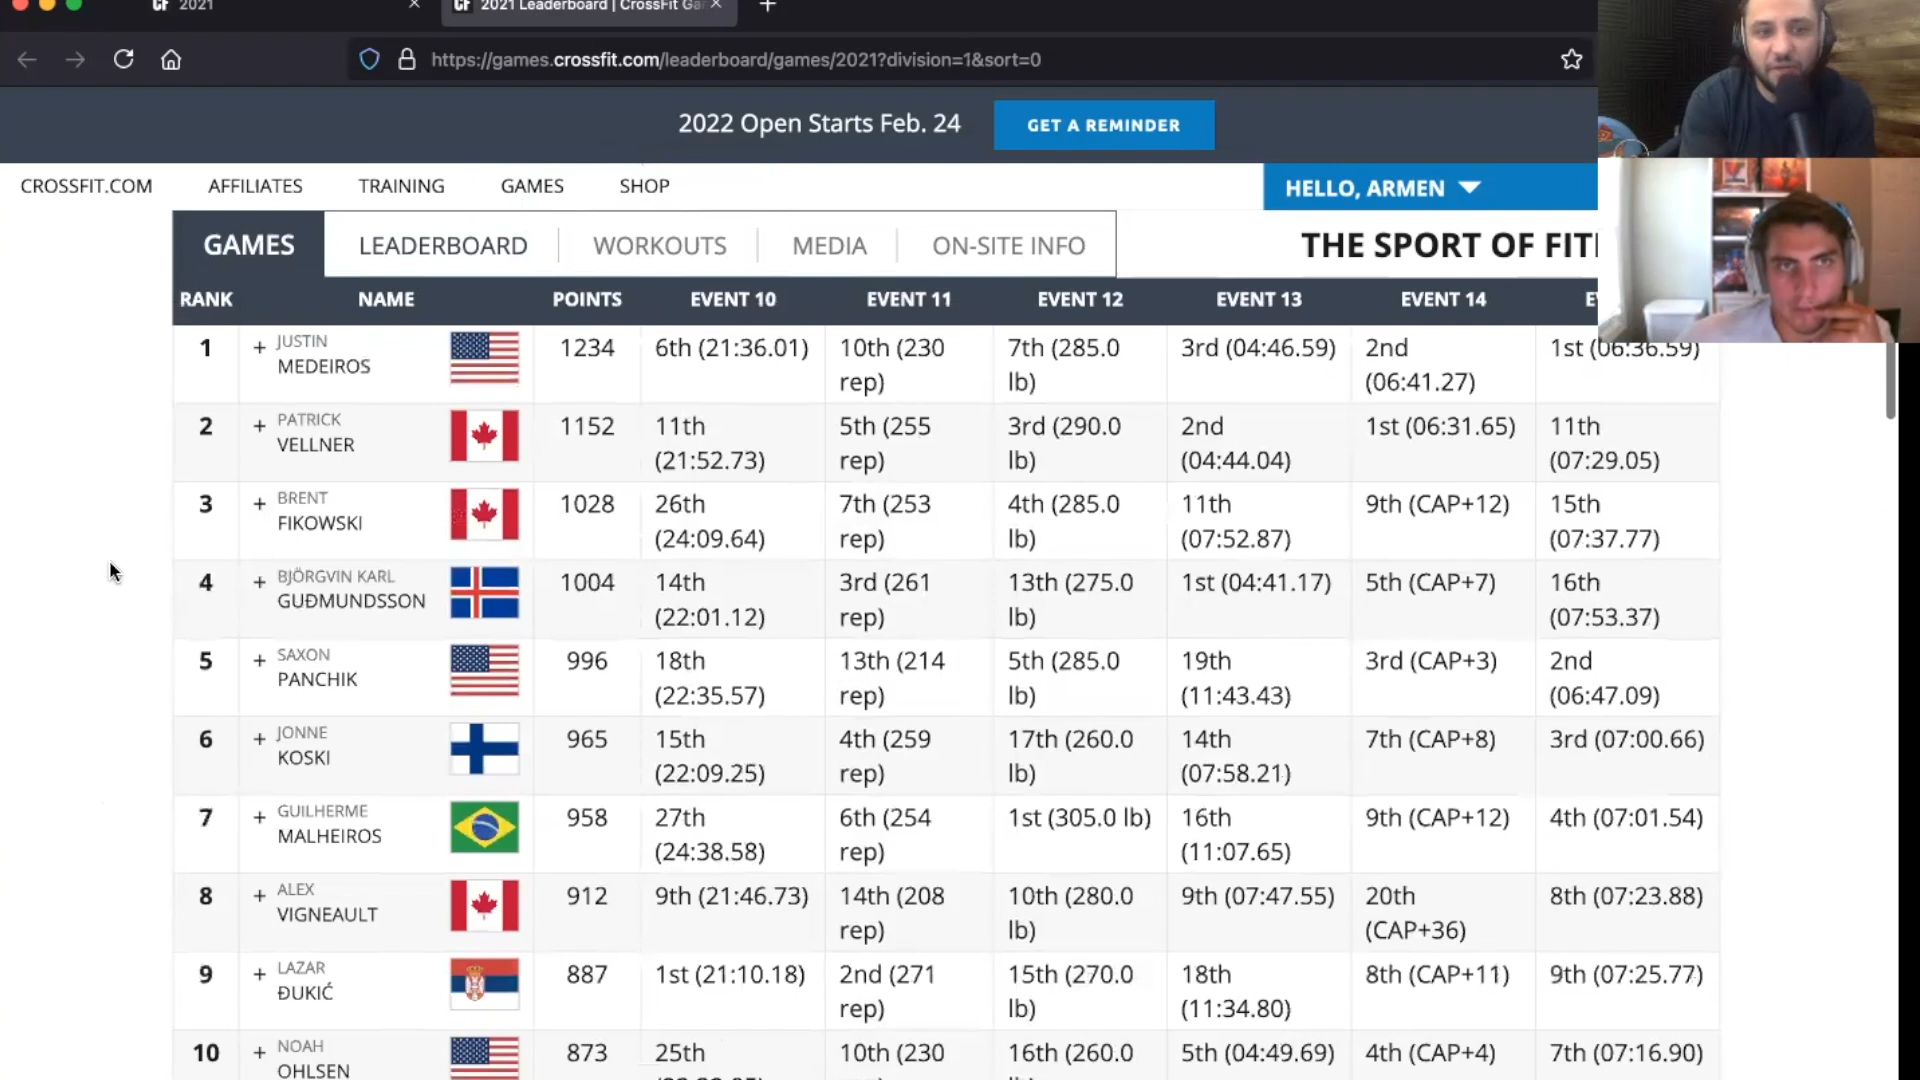 2021
2021 Leaderboard | CrossFit Ga
https://games.crossfit.com/leaderboard/games/2021?division=1&sort=0
2022 Open Starts Feb. 24
GET A REMINDER
CROSSFIT.COM AFFILIATES TRAINING GAMES SHOP
HELLO, ARMEN
GAMES LEADERBOARD WORKOUTS MEDIA ON-SITE INFO
THE SPORT OF FIT
RANK NAME POINTS EVENT 10 EVENT 11 EVENT 12 EVENT 13 EVENT 14
1 + JUSTIN MEDEIROS 1234 6th (21:36.01) 10th (230 rep) 7th (285.0 lb) 3rd (04:46.59) 2nd (06:41.27) 1st (06:36.59)
2 + PATRICK VELLNER 1152 11th (21:52.73) 5th (255 rep) 3rd (290.0 lb) 2nd (04:44.04) 1st (06:31.65) 11th (07:29.05)
3 + BRENT FIKOWSKI 1028 26th (24:09.64) 7th (253 rep) 4th (285.0 lb) 11th (07:52.87) 9th (CAP+12) 15th (07:37.77)
4 + BJÖRGVIN KARL GUÐMUNDSSON 1004 14th (22:01.12) 3rd (261 rep) 13th (275.0 lb) 1st (04:41.17) 5th (CAP+7) 16th (07:53.37)
5 + SAXON PANCHIK 996 18th (22:35.57) 13th (214 rep) 5th (285.0 lb) 19th (11:43.43) 3rd (CAP+3) 2nd (06:47.09)
6 + JONNE KOSKI 965 15th (22:09.25) 4th (259 rep) 17th (260.0 lb) 14th (07:58.21) 7th (CAP+8) 3rd (07:00.66)
7 + GUILHERME MALHEIROS 958 27th (24:38.58) 6th (254 rep) 1st (305.0 lb) 16th (11:07.65) 9th (CAP+12) 4th (07:01.54)
8 + ALEX VIGNEAULT 912 9th (21:46.73) 14th (208 rep) 10th (280.0 lb) 9th (07:47.55) 20th (CAP+36) 8th (07:23.88)
9 + LAZAR ĐUKIĆ 887 1st (21:10.18) 2nd (271 rep) 15th (270.0 lb) 18th (11:34.80) 8th (CAP+11) 9th (07:25.77)
10 + NOAH OHLSEN 873 25th 10th (230 16th (260.0 5th (04:49.69) 4th (CAP+4) 7th (07:16.90)